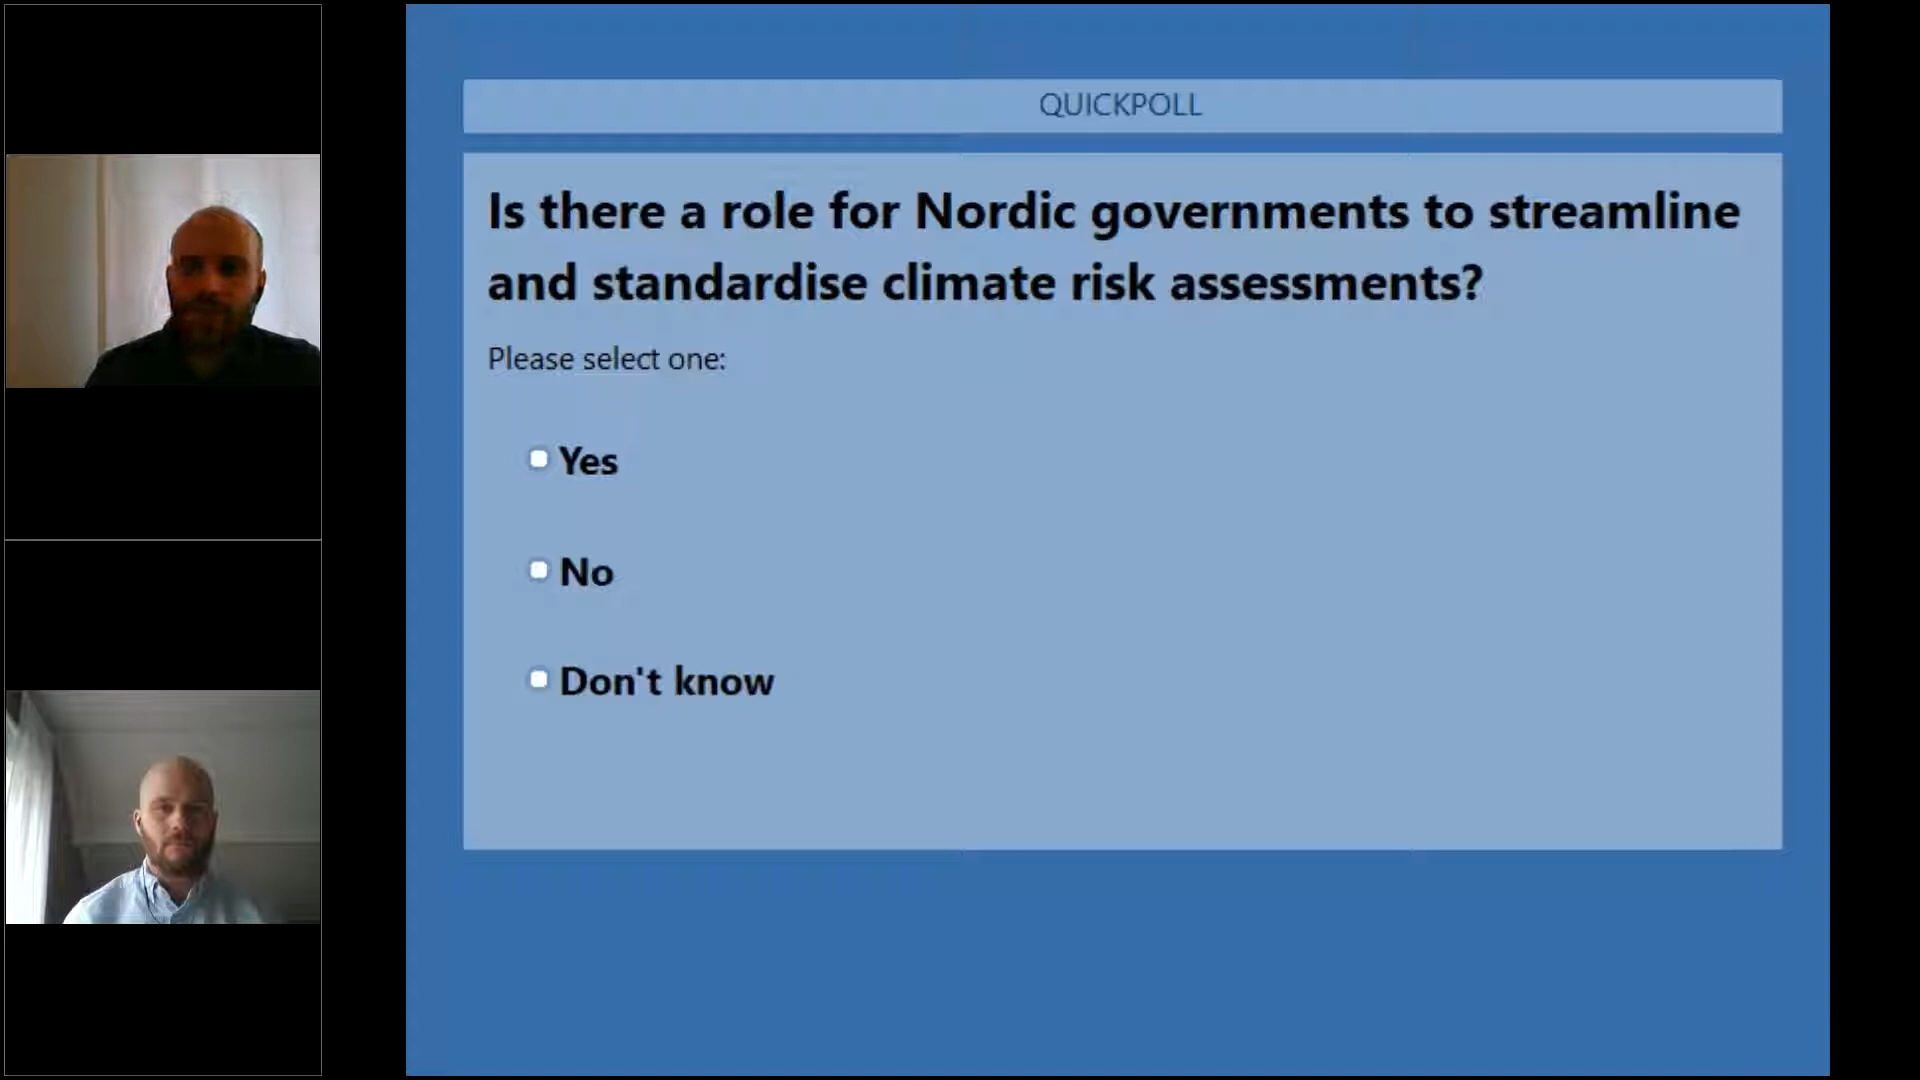 QUICKPOLL
Is there a role for Nordic governments to streamline
and standardise climate risk assessments?
Please select one:
Yes
No
Don't know